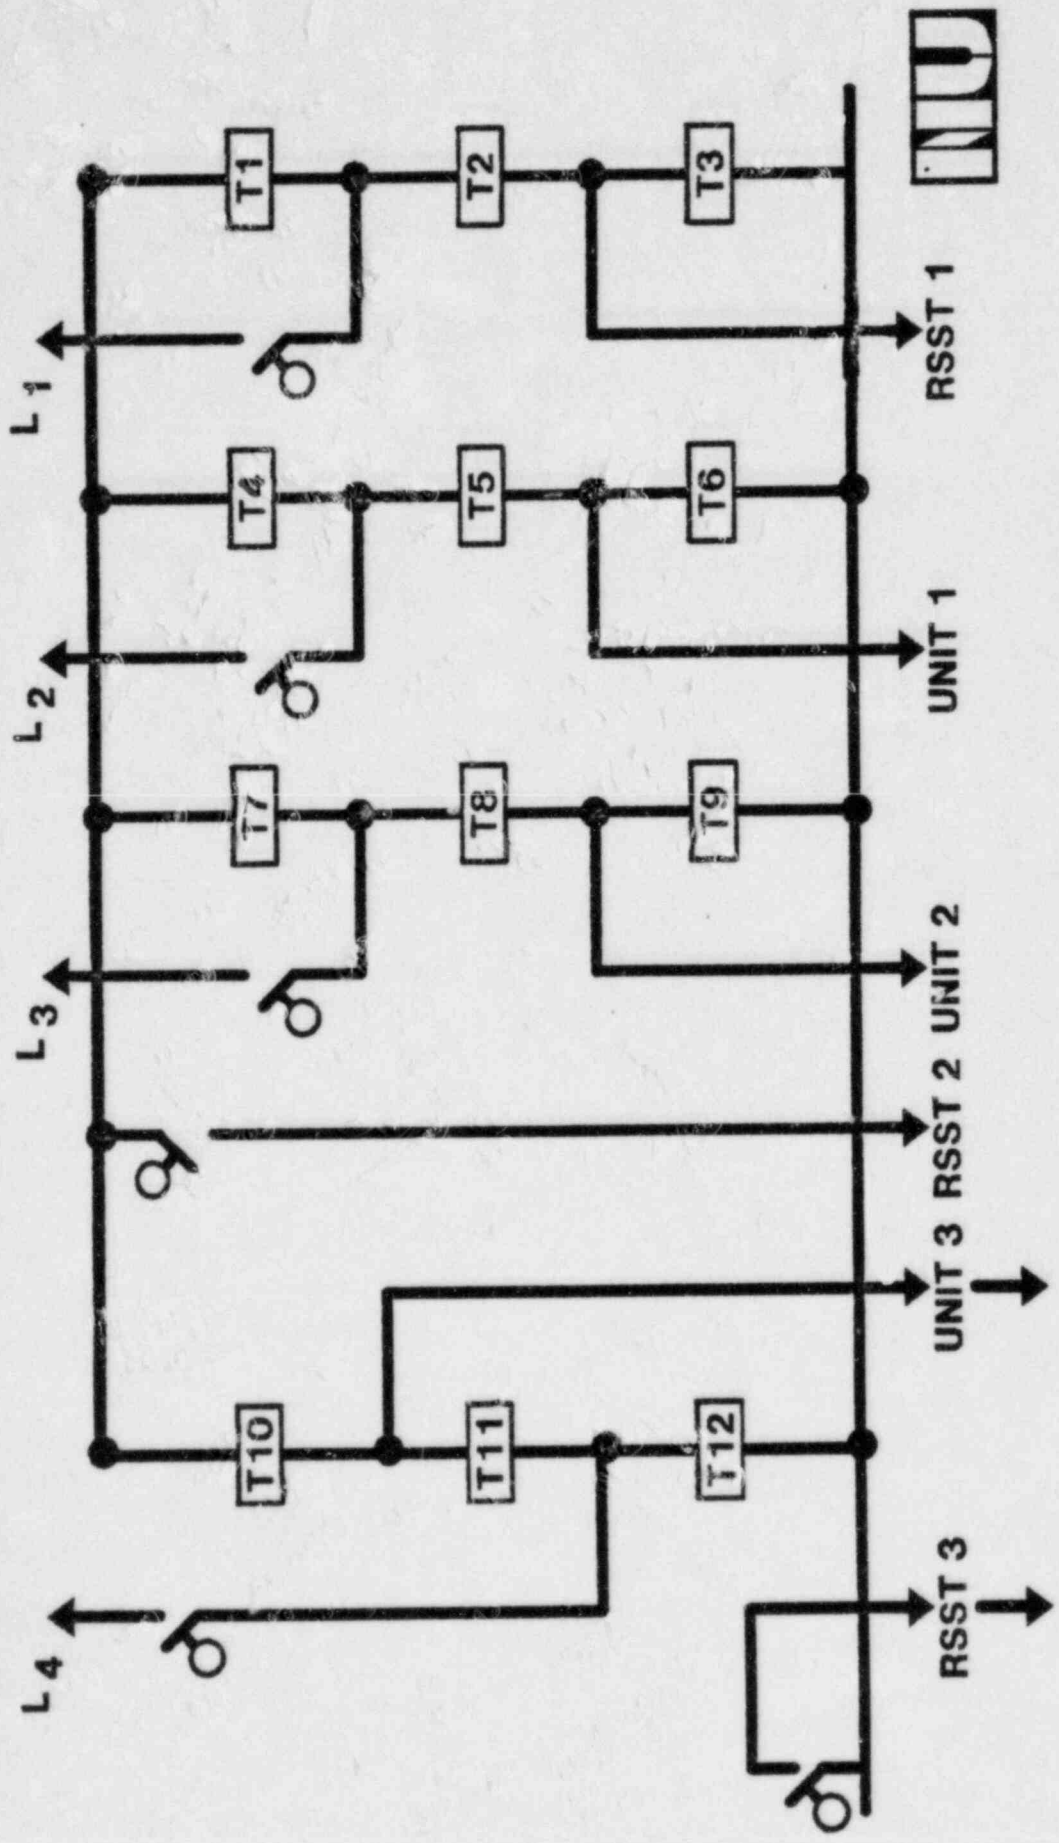 L4
L3
L2
L1
T10
T7
T4
T1
T11
T8
T5
T2
T12
T9
T6
T3
RSST 3
UNIT 3
RSST 2
UNIT 2
UNIT 1
RSST 1
NU